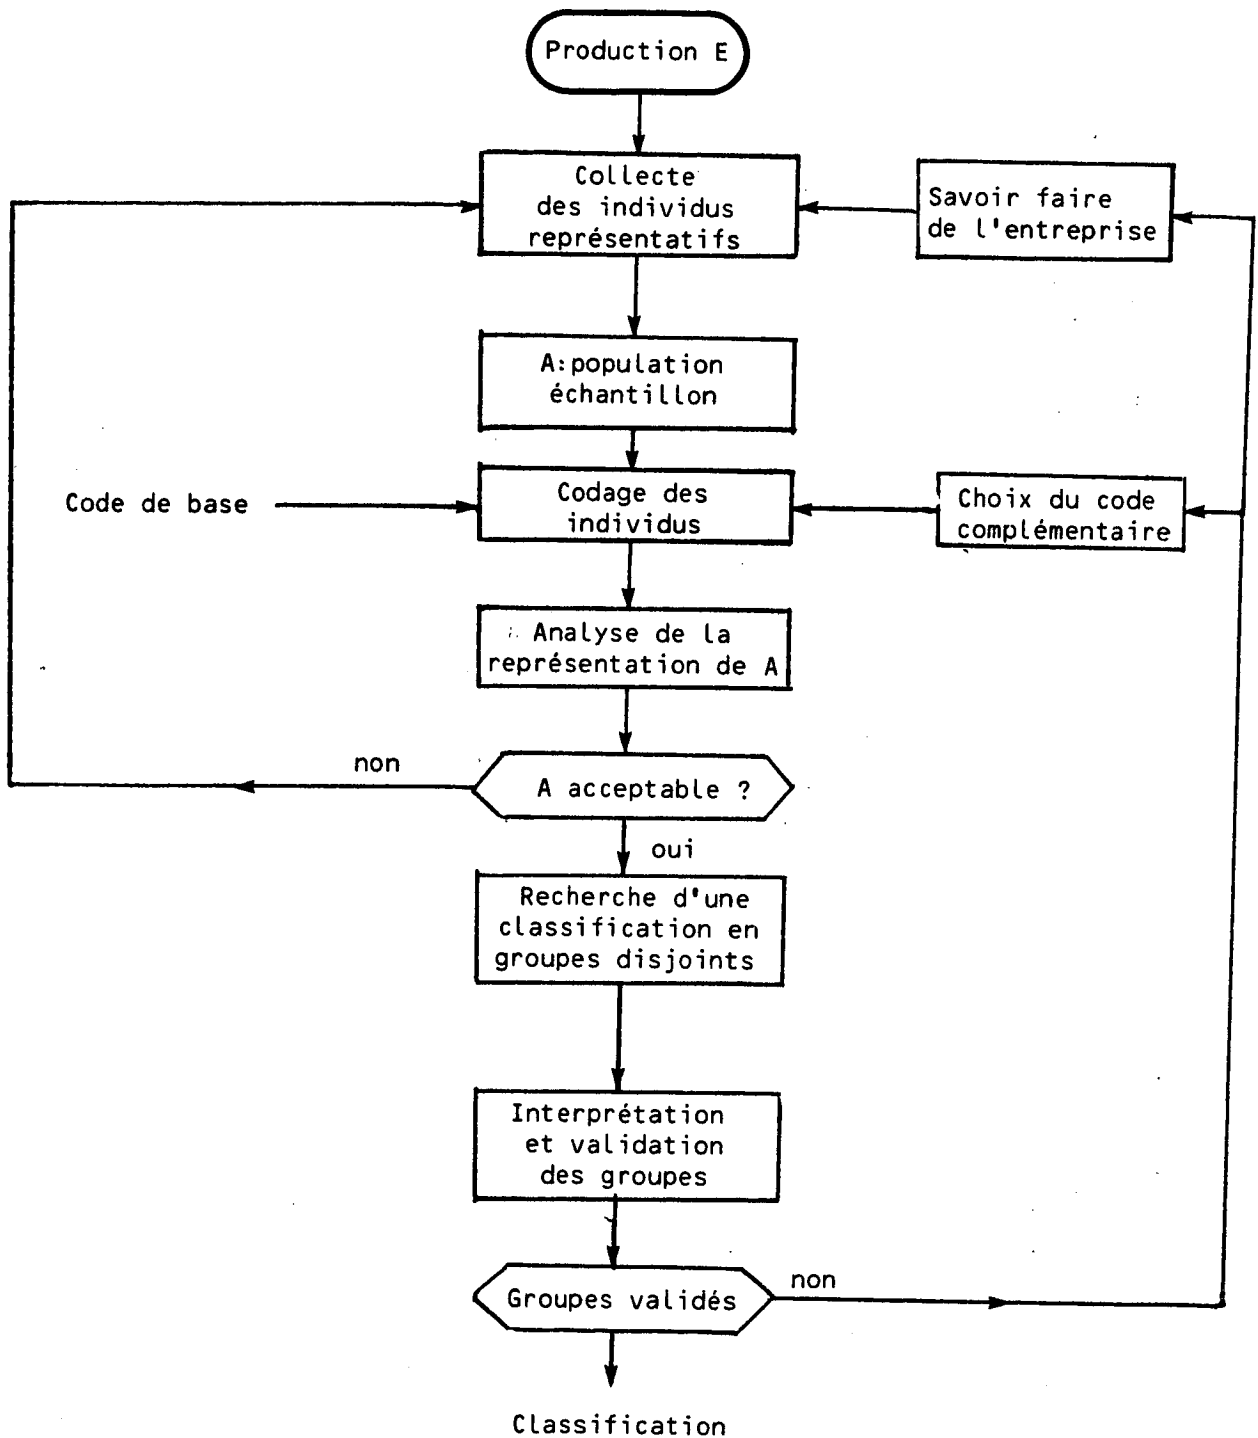 Production E
Collecte
des individus
représentatifs
Savoir faire
de l'entreprise
A:population
échantillon
Code de base
Codage des
individus
Choix du code
complémentaire
Analyse de la
représentation de A
non
A acceptable ?
oui
Recherche d'une
classification en
groupes disjoints
Interprétation
et validation
des groupes
non
Groupes validés
Classification